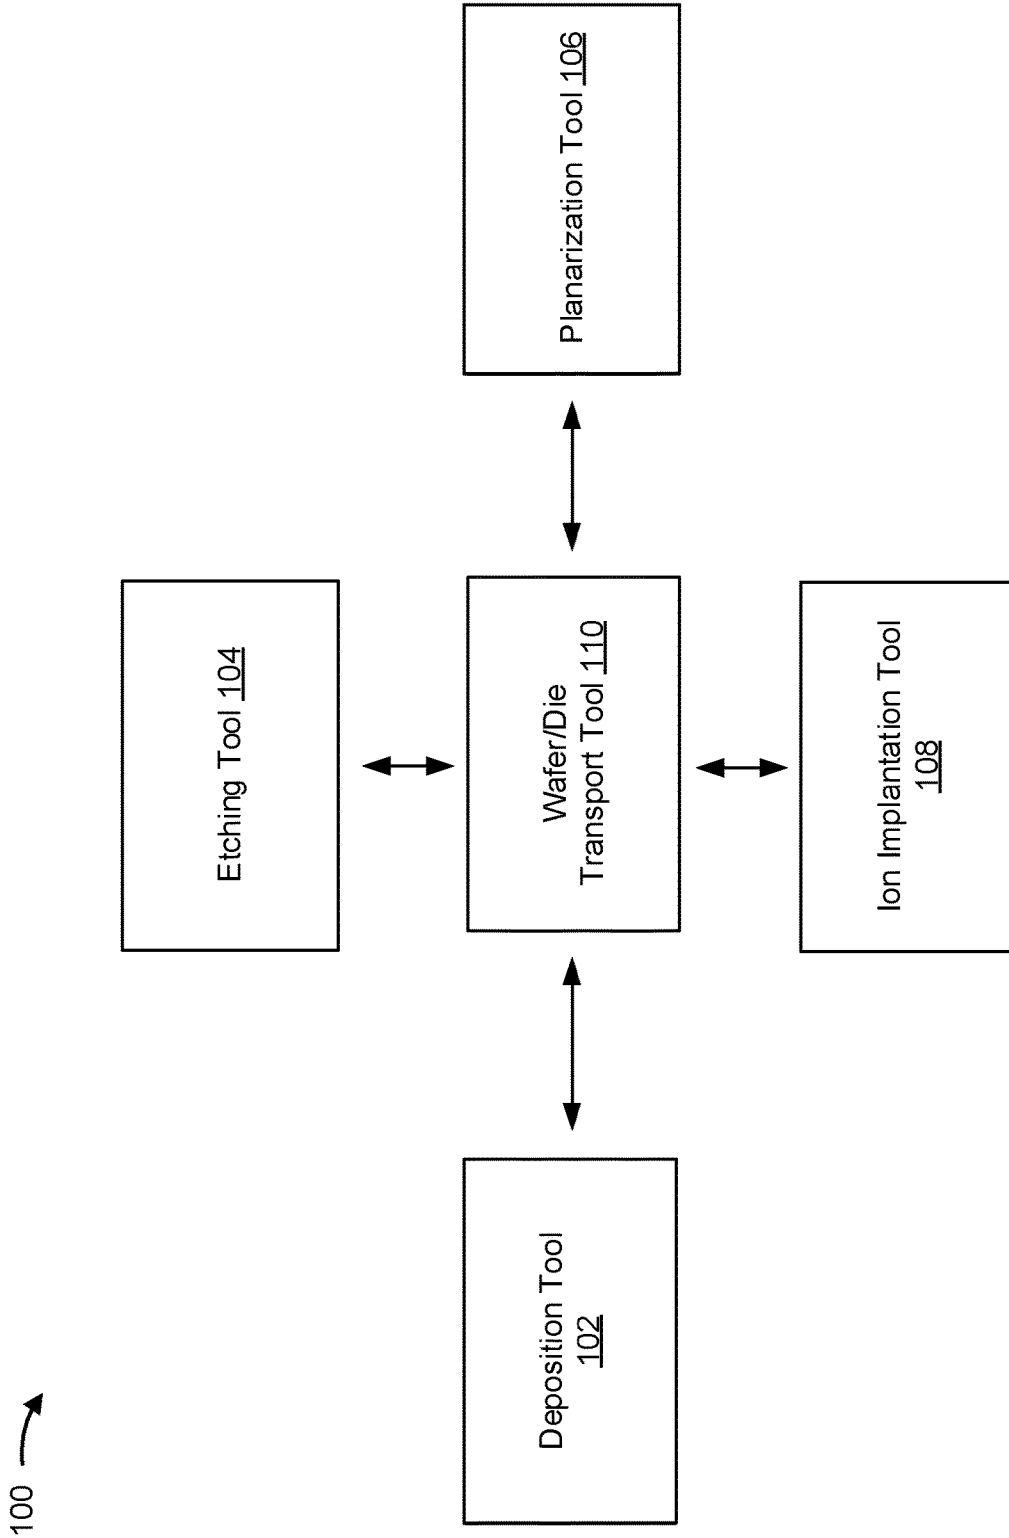 100
Etching Tool 104
Deposition Tool
102
Wafer/Die
Transport Tool 110
Planarization Tool 106
Ion Implantation Tool
108